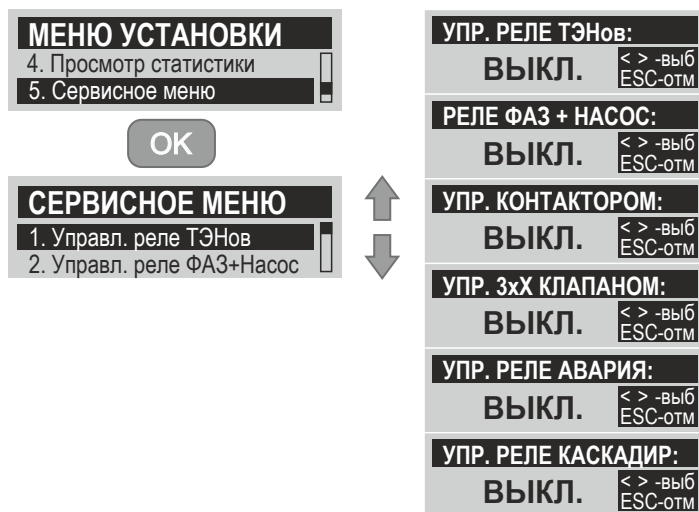 МЕНЮ УСТАНОВКИ
4. Просмотр статистики
5. Сервисное меню
OK
СЕРВИСНОЕ МЕНЮ
1. Управл. реле ТЭНов
2. Управл. реле ФАЗ+Насос
УПР. РЕЛЕ ТЭНов:
ВЫКЛ.
< > -выб
ESC-отм
РЕЛЕ ФАЗ + НАСОС:
ВЫКЛ.
< > -выб
ESC-отм
УПР. КОНТАКТОРОМ:
ВЫКЛ.
< > -выб
ESC-отм
УПР. 3хХ КЛАПАНОМ:
ВЫКЛ.
< > -выб
ESC-отм
УПР. РЕЛЕ АВАРИЯ:
ВЫКЛ.
< > -выб
ESC-отм
УПР. РЕЛЕ КАСКАДИР:
ВЫКЛ.
< > -выб
ESC-отм